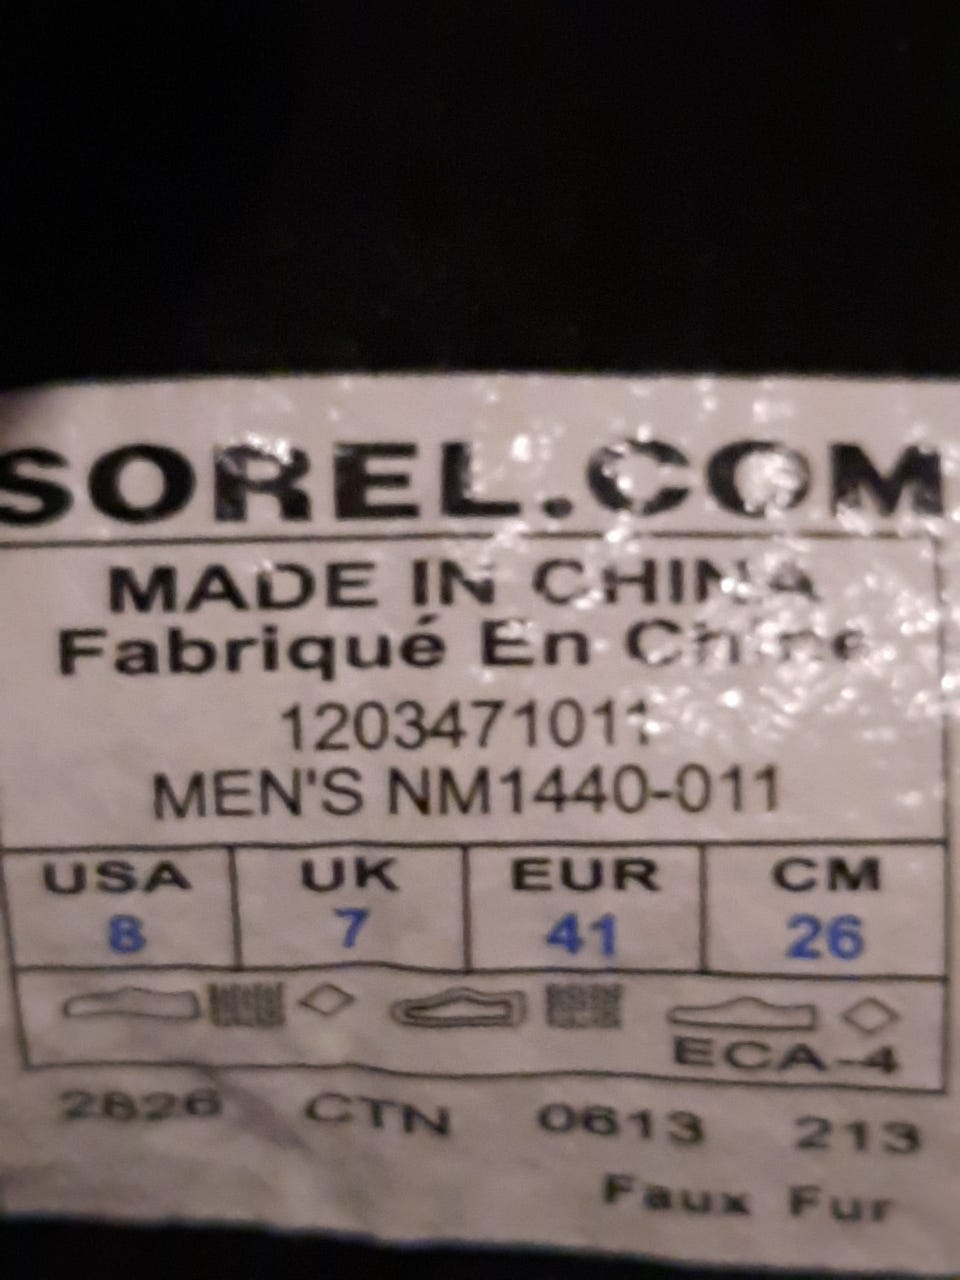 SOREL.COM
MADE IN CHINA
Fabriqué En Chine
1203471011
MEN'S NM1440-011
USA UK EUR CM
8 7 41 26
ECA-4
2826 CTN 0613 213
Faux Fur